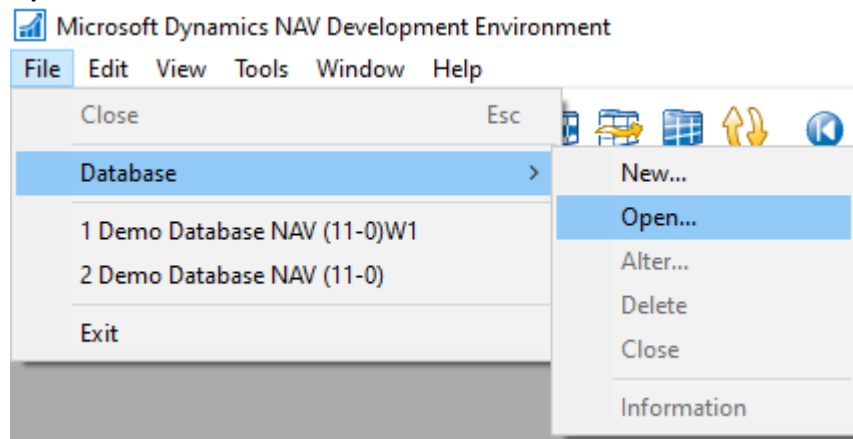 Microsoft Dynamics NAV Development Environment
File Edit View Tools Window Help
Close Esc
Database >
1 Demo Database NAV (11-0)W1
2 Demo Database NAV (11-0)
Exit
New...
Open...
Alter...
Delete
Close
Information